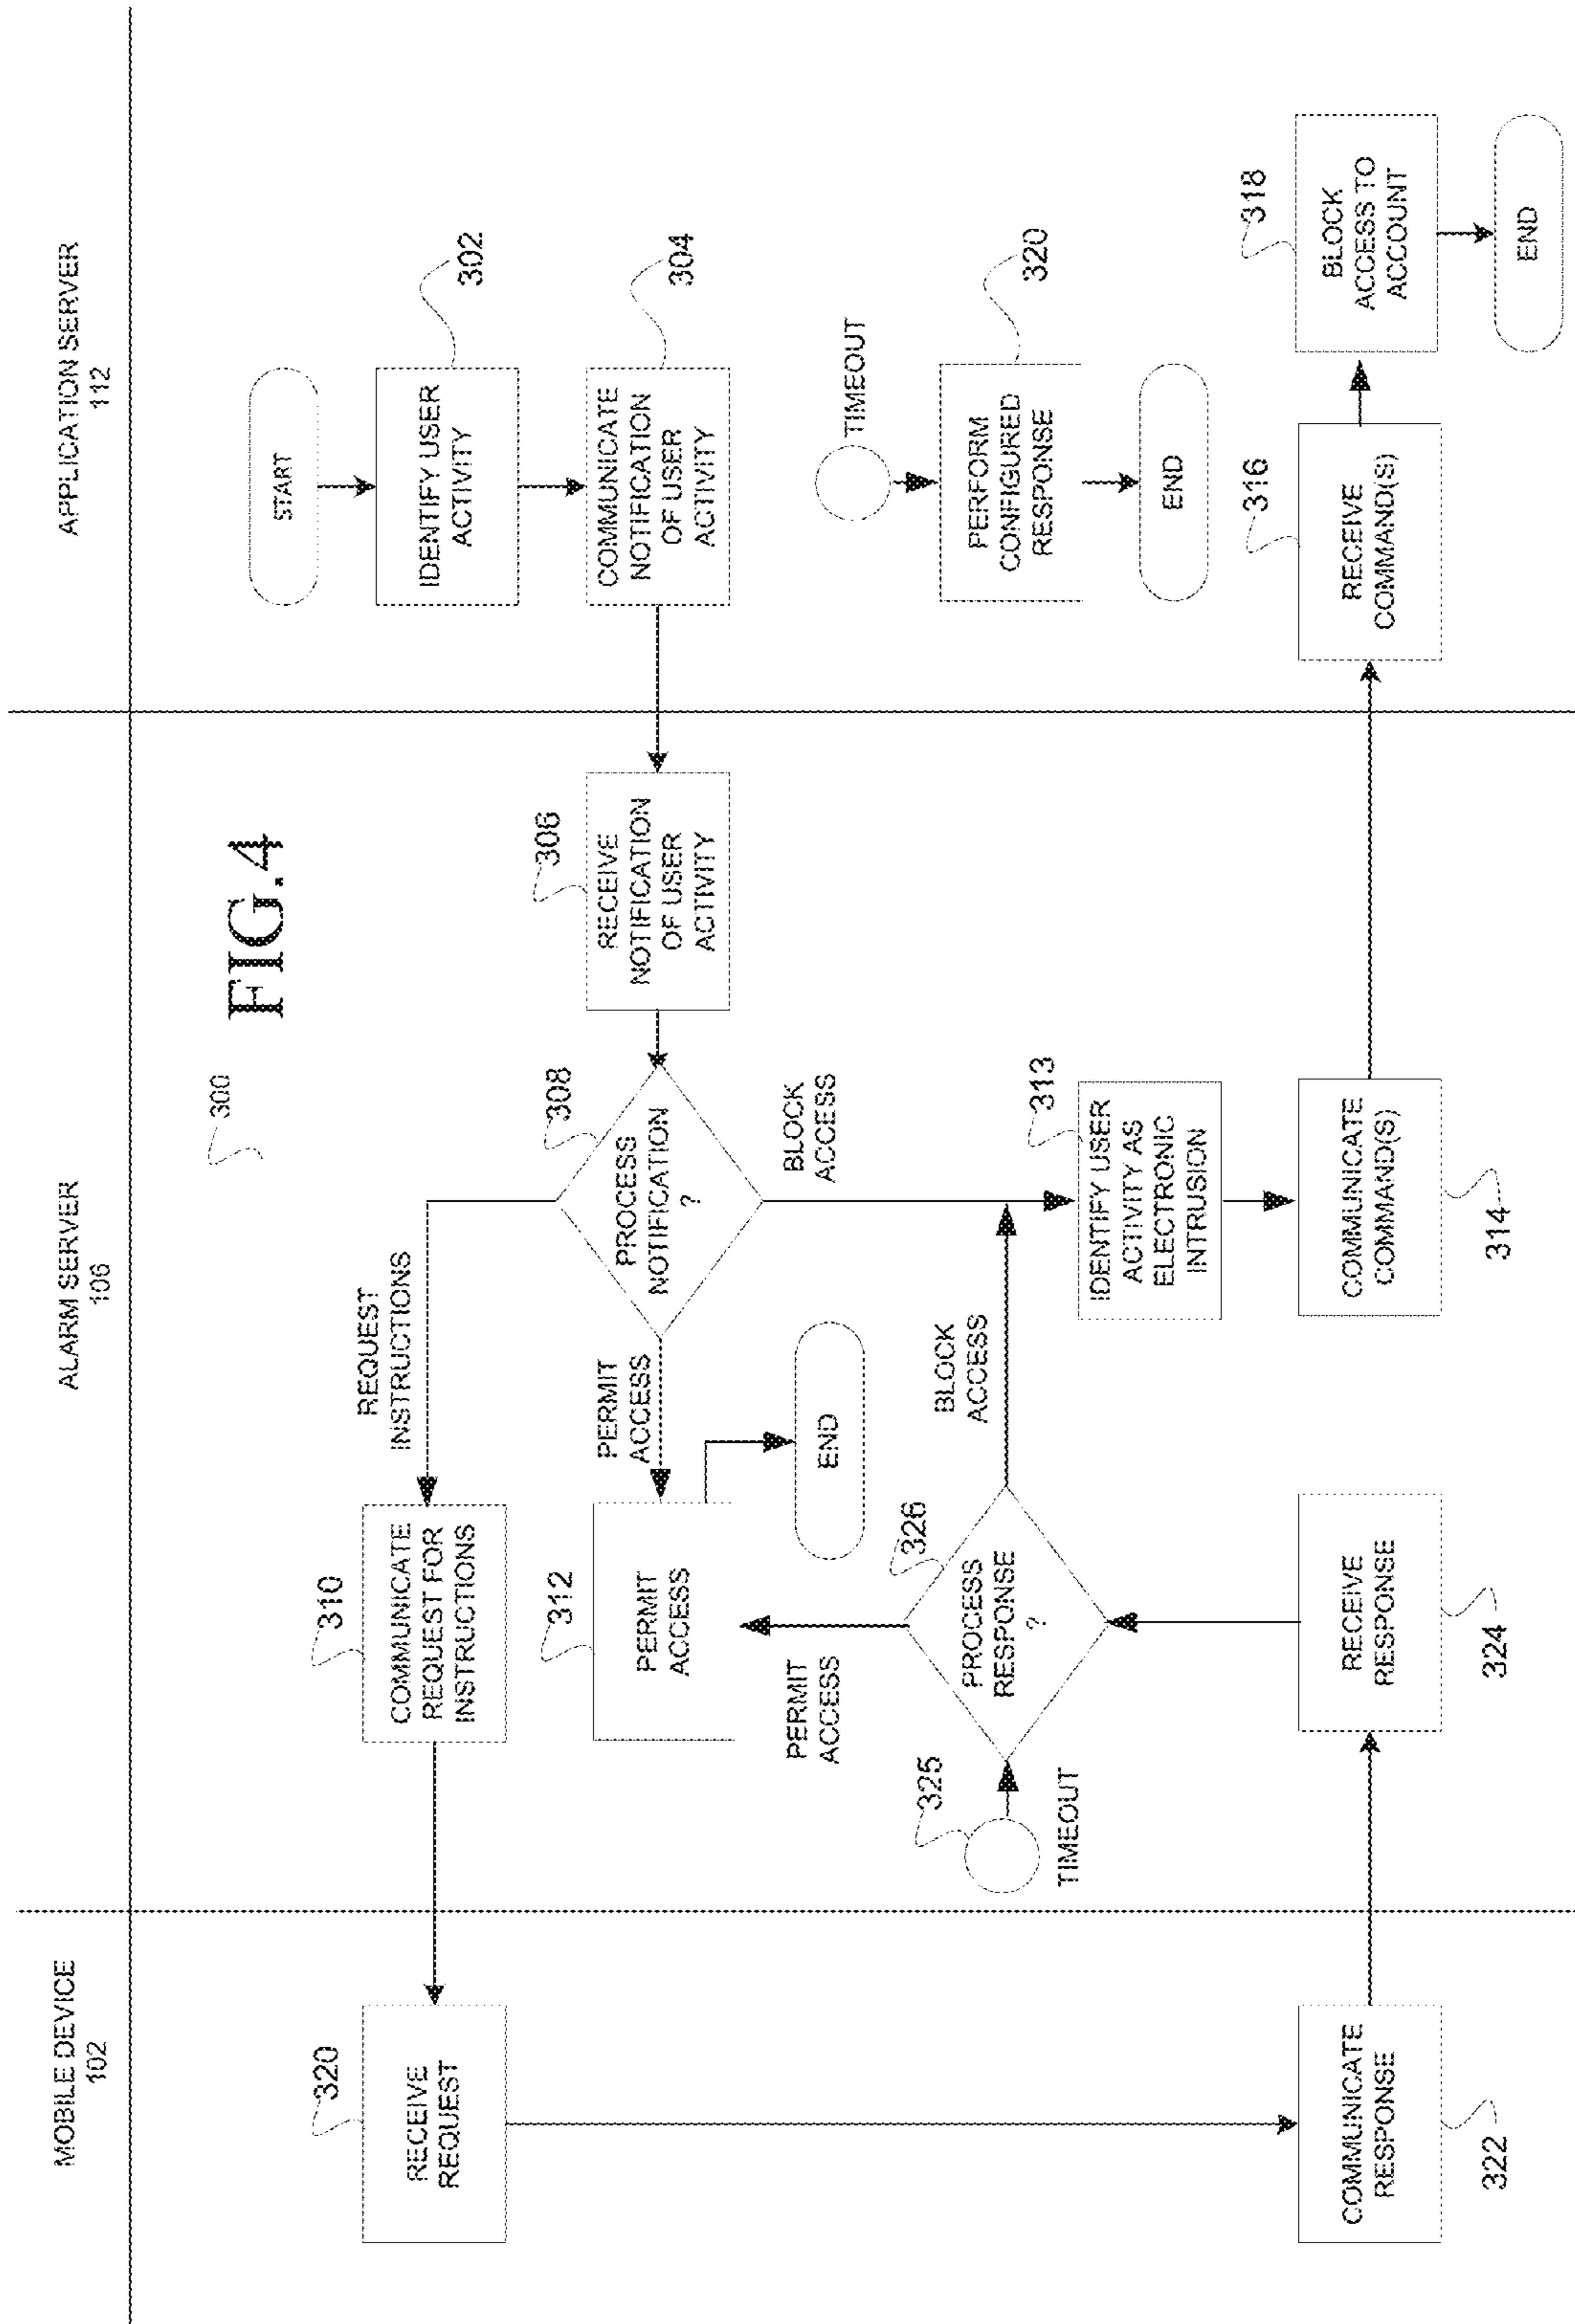 MOBILE DEVICE
102
ALARM SERVER
106
APPLICATION SERVER
112
300
FIG.4
START
IDENTIFY USER
ACTIVITY
302
COMMUNICATE
NOTIFICATION
OF USER
ACTIVITY
304
306
RECEIVE
NOTIFICATION
OF USER
ACTIVITY
308
PROCESS
NOTIFICATION
?
REQUEST
INSTRUCTIONS
310
COMMUNICATE
REQUEST FOR
INSTRUCTIONS
320
RECEIVE
REQUEST
PERMIT
ACCESS
312
PERMIT
ACCESS
END
BLOCK
ACCESS
TIMEOUT
PERFORM
CONFIGURED
RESPONSE
320
END
PERMIT
ACCESS
326
PROCESS
RESPONSE
?
325
TIMEOUT
BLOCK
ACCESS
313
IDENTIFY USER
ACTIVITY AS
ELECTRONIC
INTRUSION
COMMUNICATE
RESPONSE
322
RECEIVE
RESPONSE
324
COMMUNICATE
COMMAND(S)
314
316
RECEIVE
COMMAND(S)
318
BLOCK
ACCESS TO
ACCOUNT
END